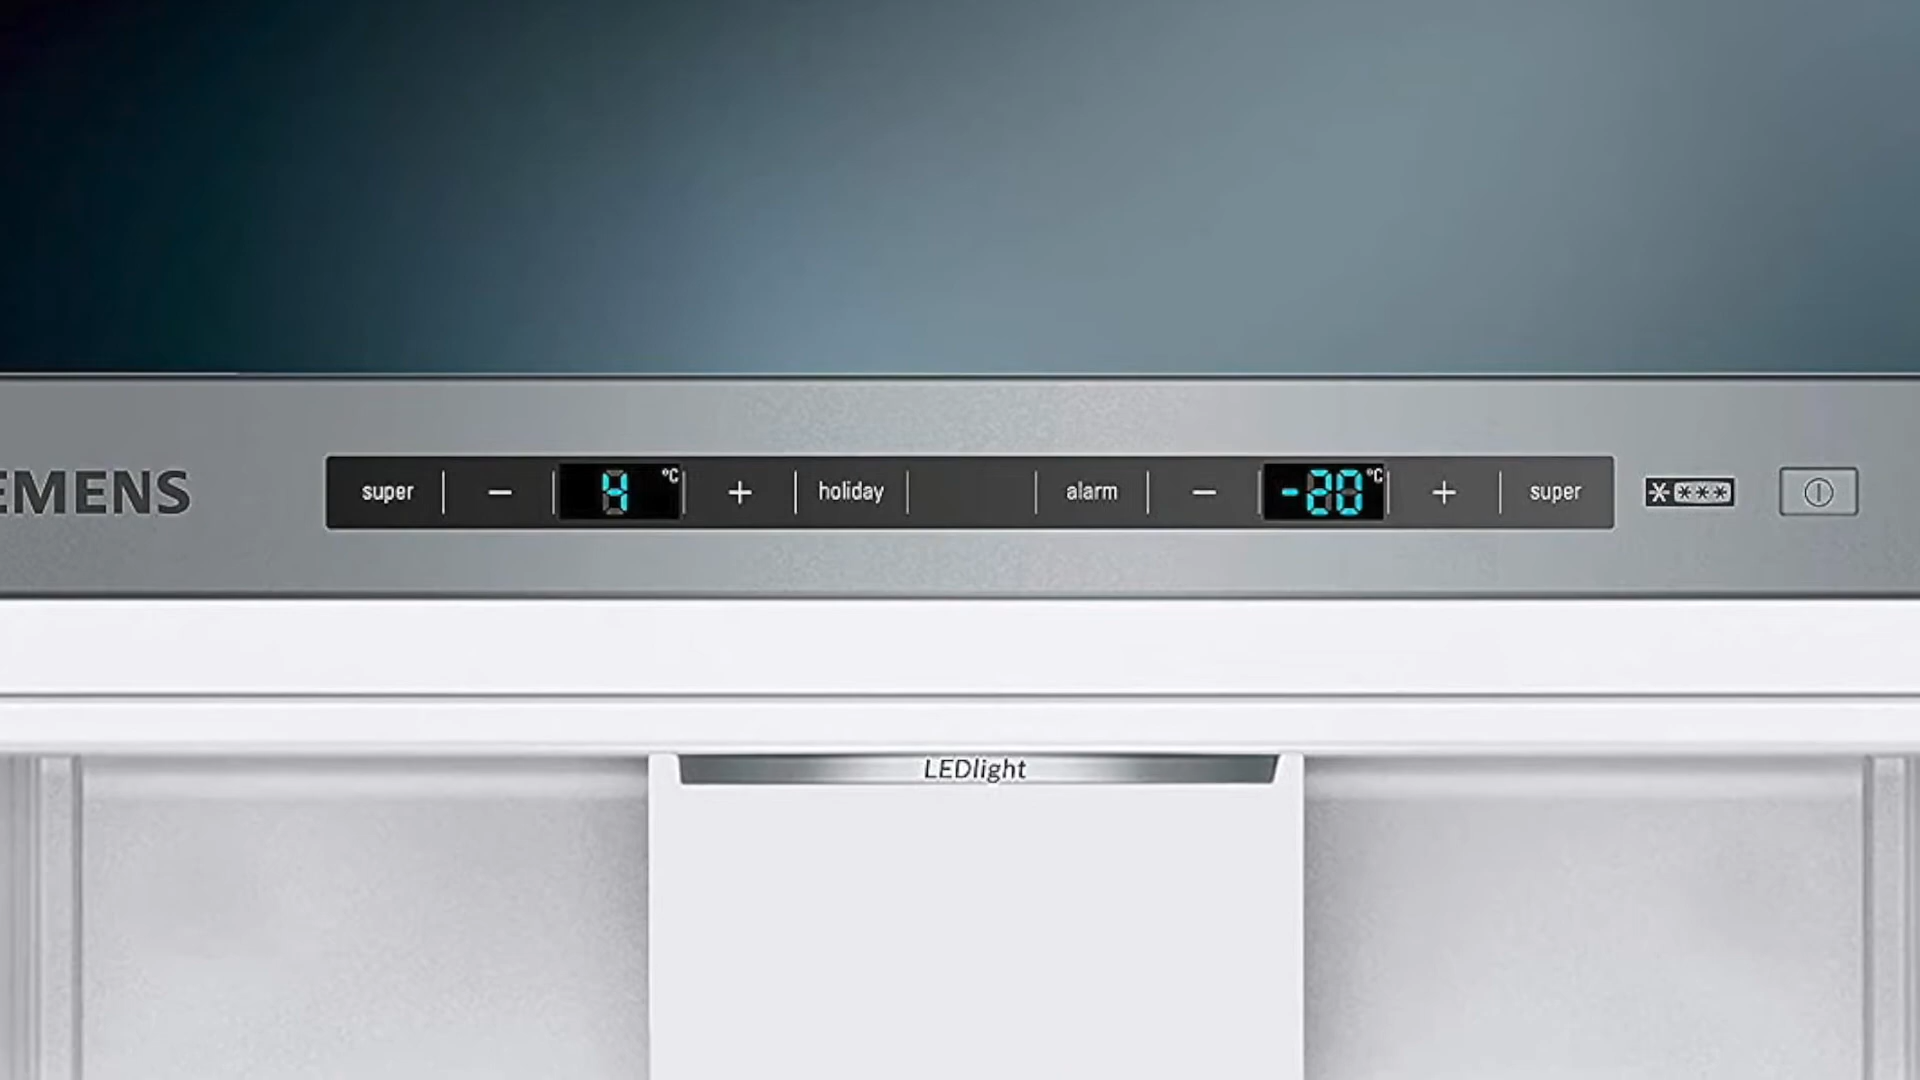 EMENS super − 4 °C + holiday alarm − -20 °C + super
LEDlight